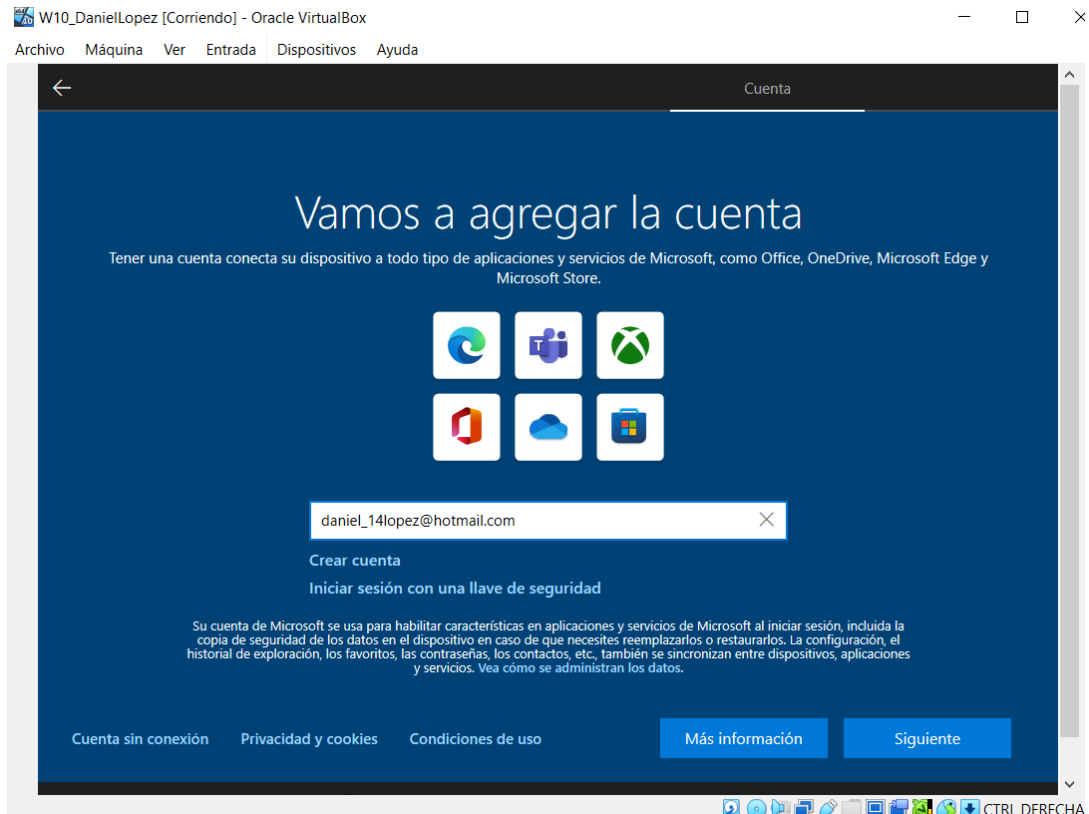 W10_DanielLopez [Corriendo] - Oracle VirtualBox
Archivo Máquina Ver Entrada Dispositivos Ayuda
Cuenta
Vamos a agregar la cuenta
Tener una cuenta conecta su dispositivo a todo tipo de aplicaciones y servicios de Microsoft, como Office, OneDrive, Microsoft Edge y
Microsoft Store.
daniel_14lopez@hotmail.com
Crear cuenta
Iniciar sesión con una llave de seguridad
Su cuenta de Microsoft se usa para habilitar características en aplicaciones y servicios de Microsoft al iniciar sesión, incluida la
copia de seguridad de los datos en el dispositivo en caso de que necesites reemplazarlos o restaurarlos. La configuración, el
historial de exploración, los favoritos, las contraseñas, los contactos, etc., también se sincronizan entre dispositivos, aplicaciones
y servicios. Vea cómo se administran los datos.
Cuenta sin conexión Privacidad y cookies Condiciones de uso Más información Siguiente
CTRL DERECHA